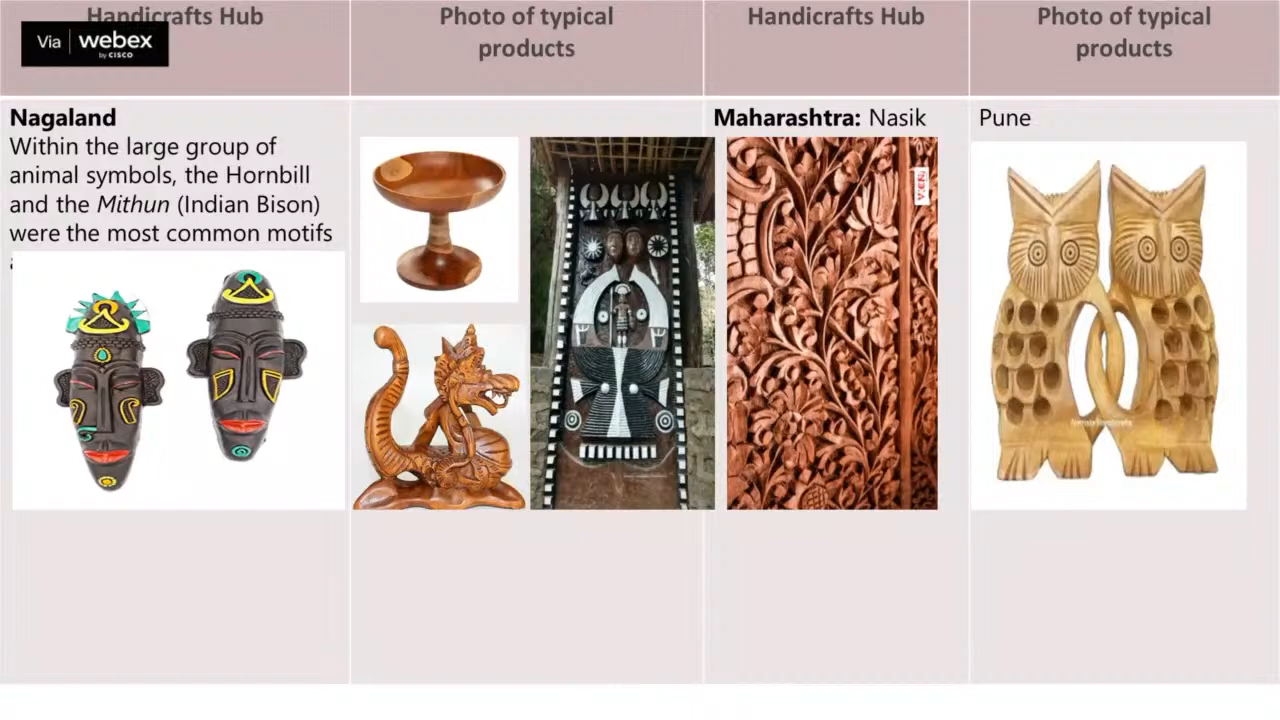 Handicrafts Hub
Photo of typical
products
Handicrafts Hub
Photo of typical
products
Via webex
by CISCO
Nagaland
Within the large group of
animal symbols, the Hornbill
and the Mithun (Indian Bison)
were the most common motifs
Maharashtra: Nasik
Pune